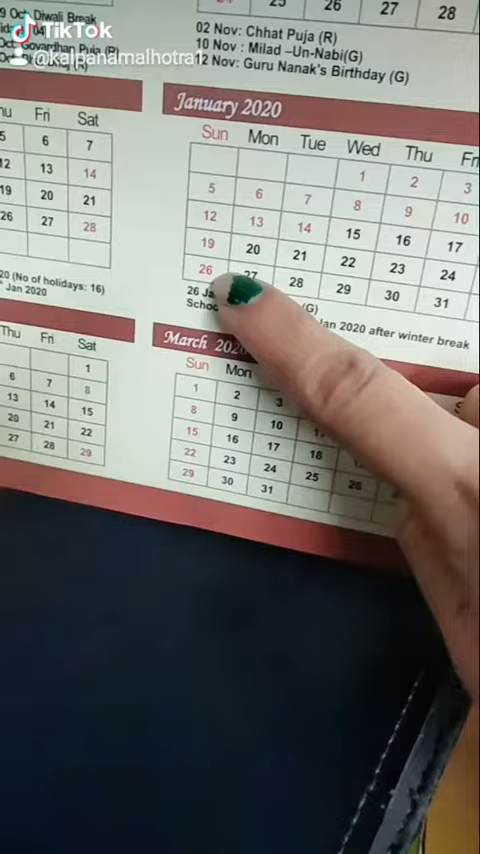 TikTok
@kalpanamalhotra1
9 Oct Diwali Break
Govardhan Puja (R)
25 26 27 28
02 Nov: Chhat Puja (R)
10 Nov : Milad –Un-Nabi(G)
12 Nov: Guru Nanak's Birthday (G)
Fri Sat
6 7
13 14
20 21
27 28
20 (No of holidays: 16)
Jan 2020
January 2020
Sun Mon Tue Wed Thu
1 2 3
5 6 7 8 9 10
12 13 14 15 16 17
19 20 21 22 23 24
26 27 28 29 30 31
26
(G)
Jan 2020 after winter break
Thu Fri Sat
1
6 7 8
13 14 15
20 21 22
27 28 29
March
Sun Mon
1 2 3
8 9 10
15 16 17 18
22 23 24 25 26
29 30 31